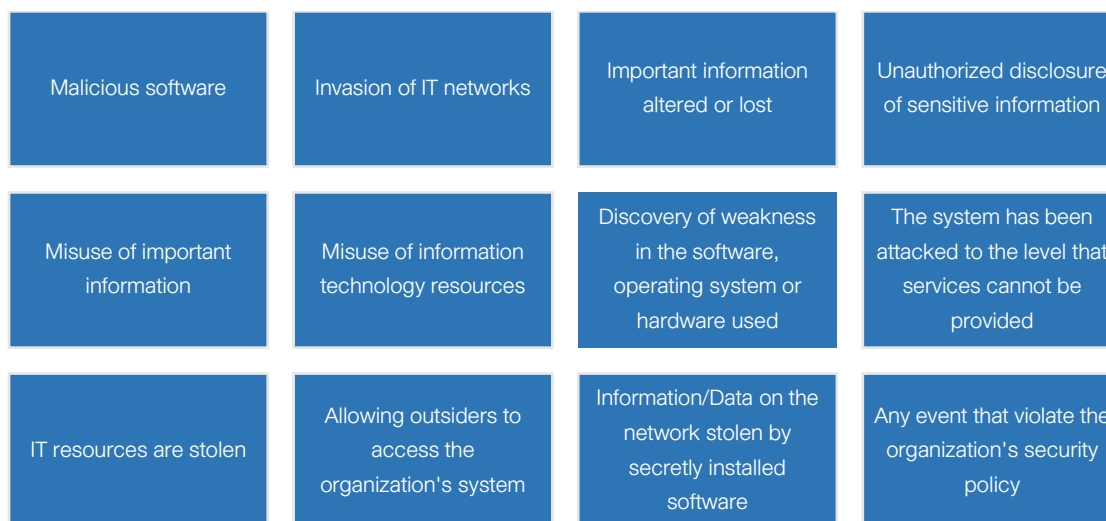 Malicious software
Invasion of IT networks
Important information
altered or lost
Unauthorized disclosure
of sensitive information
Misuse of important
information
Misuse of information
technology resources
Discovery of weakness
in the software,
operating system or
hardware used
The system has been
attacked to the level that
services cannot be
provided
IT resources are stolen
Allowing outsiders to
access the
organization's system
Information/Data on the
network stolen by
secretly installed
software
Any event that violate the
organization's security
policy